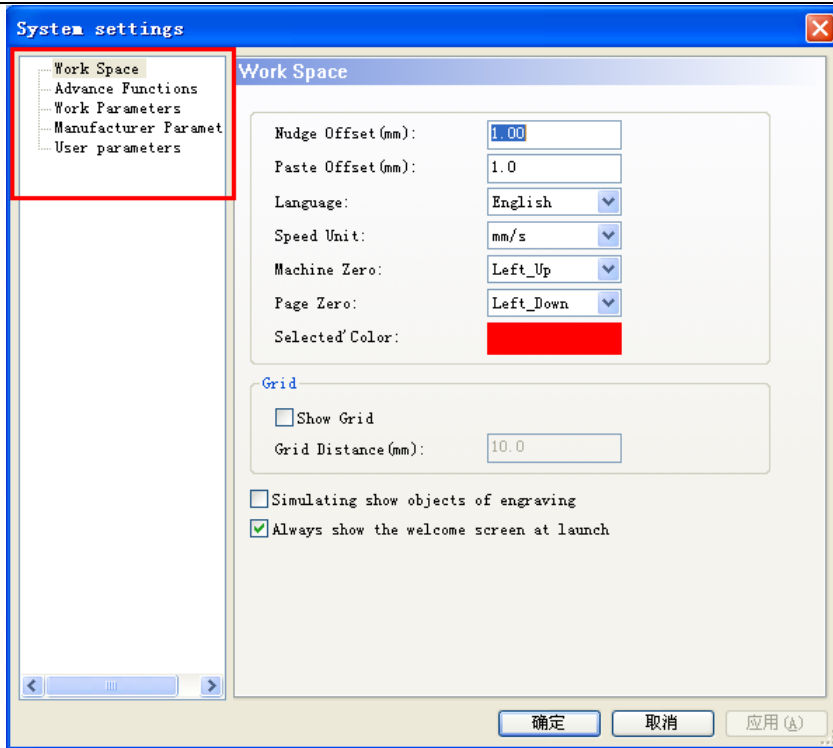 System settings
Work Space
Advance Functions
Work Parameters
Manufacturer Paramet
User parameters
Work Space
Nudge Offset(mm): 1.00
Paste Offset(mm): 1.0
Language: English
Speed Unit: mm/s
Machine Zero: Left_Up
Page Zero: Left_Down
Selected'Color:
Grid
Show Grid
Grid Distance(mm): 10.0
Simulating show objects of engraving
Always show the welcome screen at launch
确定 取消 应用(A)